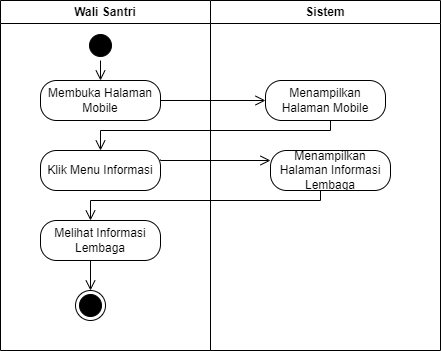 Wali Santri
Sistem
Membuka Halaman
Mobile
Menampilkan
Halaman Mobile
Klik Menu Informasi
Menampilkan
Halaman Informasi
Lembaga
Melihat Informasi
Lembaga